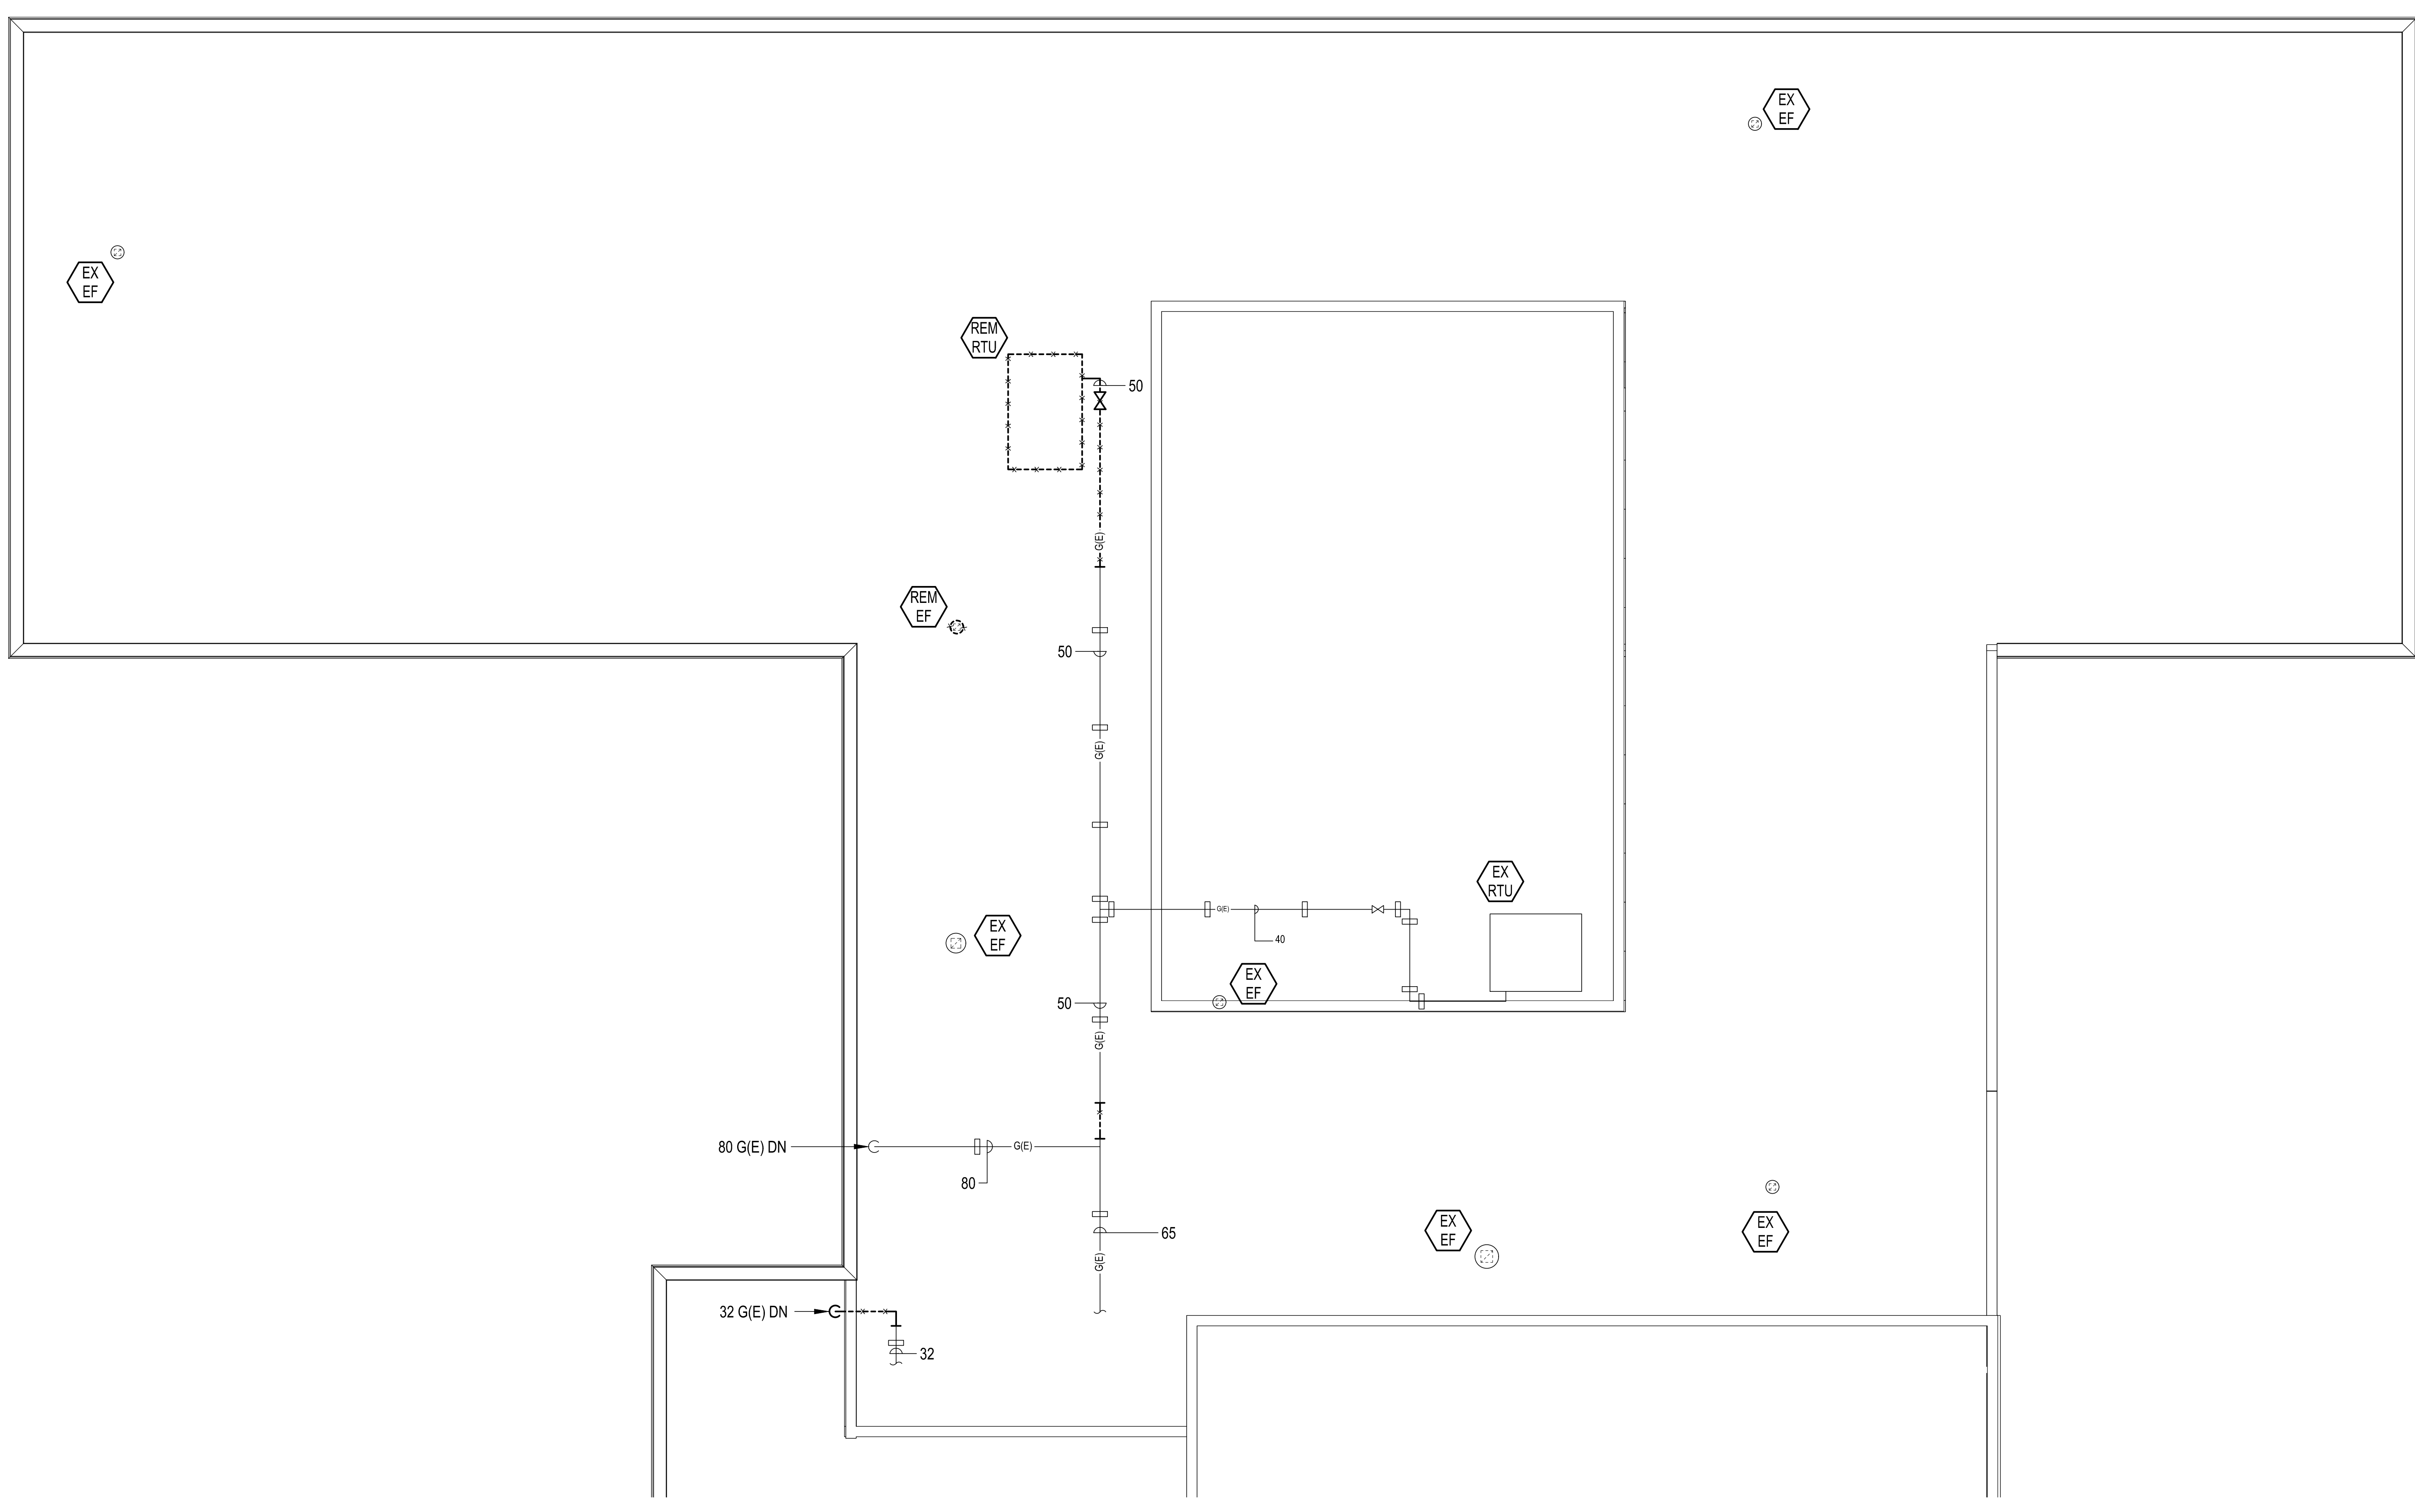 EX
EF
EX
EF
REM
RTU
50
G(E)
REM
EF
50
G(E)
EX
RTU
G(E)
40
EX
EF
EX
EF
50
G(E)
80 G(E) DN
G(E)
80
65
EX
EF
EX
EF
G(E)
32 G(E) DN
32